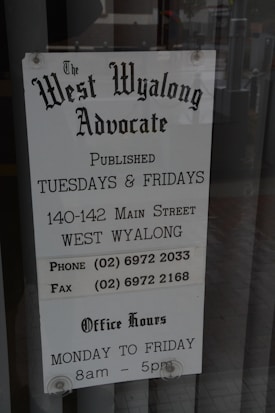 The
West Wyalong
Advocate
PUBLISHED
TUESDAYS & FRIDAYS
140-142 MAIN STREET
WEST WYALONG
PHONE (02) 6972 2033
FAX (02) 6972 2168
Office Hours
MONDAY TO FRIDAY
8am - 5pm